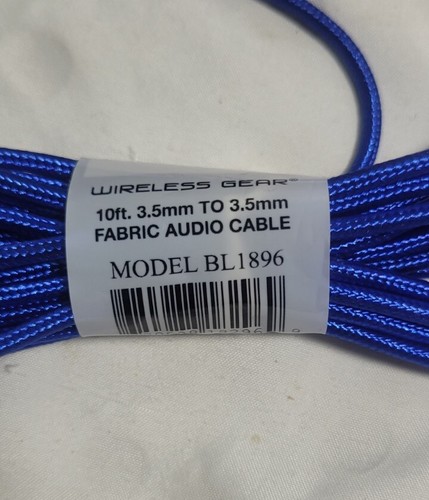 WIRELESS GEAR®
10ft. 3.5mm TO 3.5mm
FABRIC AUDIO CABLE
MODEL BL1896